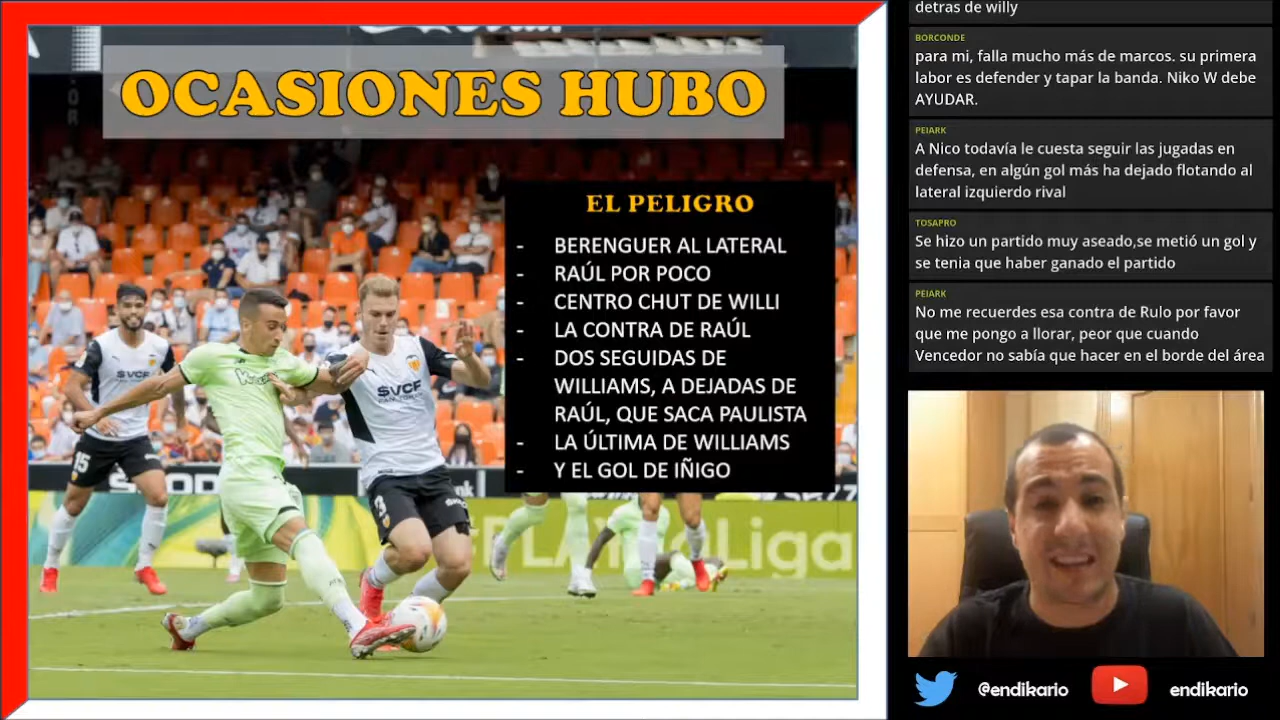 OCASIONES HUBO
EL PELIGRO
- BERENGUER AL LATERAL
- RAÚL POR POCO
- CENTRO CHUT DE WILLI
- LA CONTRA DE RAÚL
- DOS SEGUIDAS DE
WILLIAMS, A DEJADAS DE
RAÚL, QUE SACA PAULISTA
- LA ÚLTIMA DE WILLIAMS
- Y EL GOL DE IÑIGO
SVCF
SVCF
15
3
LaLiga
detras de willy
BORCONDE
para mi, falla mucho más de marcos. su primera
labor es defender y tapar la banda. Niko W debe
AYUDAR.
PEIARK
A Nico todavía le cuesta seguir las jugadas en
defensa, en algún gol más ha dejado flotando al
lateral izquierdo rival
TOSAPRO
Se hizo un partido muy aseado,se metió un gol y
se tenia que haber ganado el partido
PEIARK
No me recuerdes esa contra de Rulo por favor
que me pongo a llorar, peor que cuando
Vencedor no sabía que hacer en el borde del área
@endikario
endikario